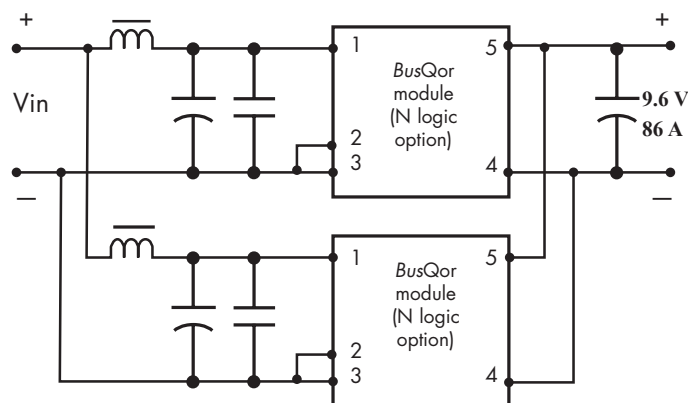 +
+
1
5
BusQor
module
(N logic
option)
Vin
9.6 V
86 A
2
3
4
—
—
1
5
BusQor
module
(N logic
option)
2
3
4